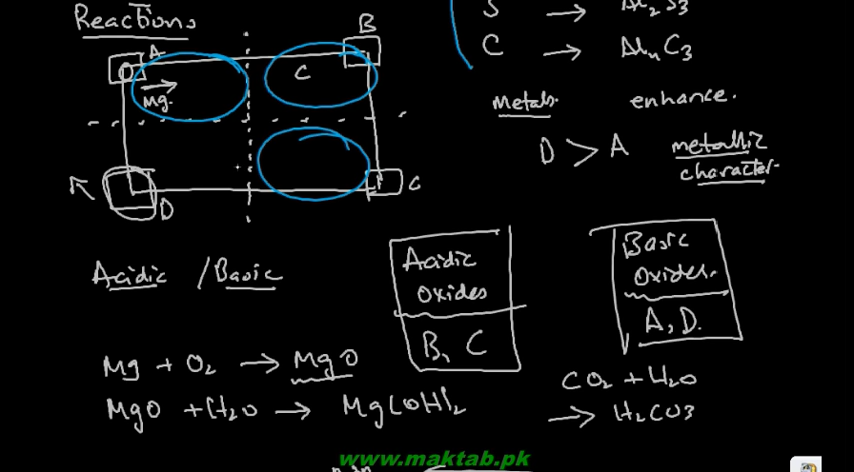 Reactions
S → Al2S3
C → AlnC3
A
B
C
Mg.
D
C
Metals. enhance.
D > A metallic
character.
Acidic / Basic
Acidic
Oxides
B, C
Basic
Oxides.
A, D.
Mg + O2 → MgO
MgO + H2O → Mg(OH)2
CO2 + H2O
→ H2CO3
www.maktab.pk